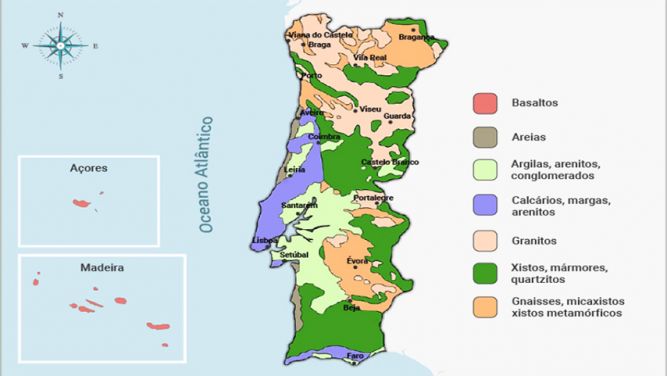 N
W
E
S
Oceano Atlântico
Açores
Madeira
Viana do Castelo
Bragança
Braga
Vila Real
Porto
Viseu
Aveiro
Guarda
Coimbra
Castelo Branco
Leiria
Portalegre
Santarém
Lisboa
Setúbal
Évora
Beja
Faro
Basaltos
Areias
Argilas, arenitos,
conglomerados
Calcários, margas,
arenitos
Granitos
Xistos, mármores,
quartzitos
Gnaisses, micaxistos
xistos metamórficos